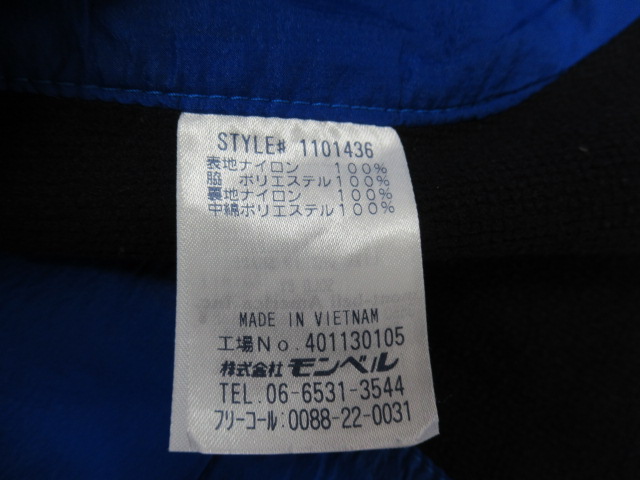 STYLE# 1101436
表地ナイロン 100%
脇 ポリエステル100%
裏地ナイロン 100%
中綿ポリエステル100%
MADE IN VIETNAM
工場No.401130105
株式会社モンベル
TEL.06-6531-3544
フリーコール:0088-22-0031